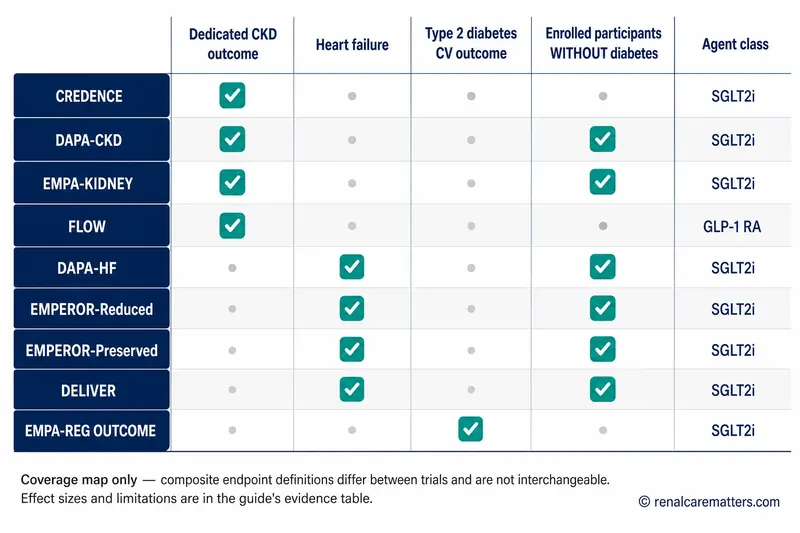 Dedicated CKD outcome
Heart failure
Type 2 diabetes CV outcome
Enrolled participants WITHOUT diabetes
Agent class
CREDENCE SGLT2i
DAPA-CKD SGLT2i
EMPA-KIDNEY SGLT2i
FLOW GLP-1 RA
DAPA-HF SGLT2i
EMPEROR-Reduced SGLT2i
EMPEROR-Preserved SGLT2i
DELIVER SGLT2i
EMPA-REG OUTCOME SGLT2i
Coverage map only — composite endpoint definitions differ between trials and are not interchangeable.
Effect sizes and limitations are in the guide's evidence table.
© renalcarematters.com